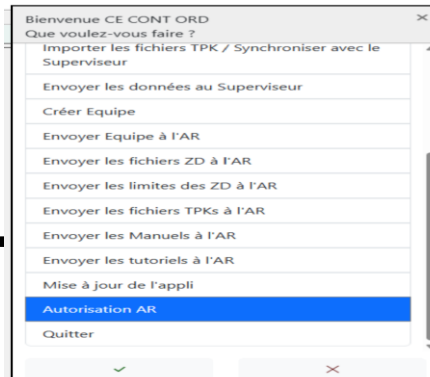 Bienvenue CE CONT ORD
Que voulez-vous faire ?
Importer les fichiers TPK / Synchroniser avec le
Superviseur
Envoyer les données au Superviseur
Créer Equipe
Envoyer Equipe à l'AR
Envoyer les fichiers ZD à l'AR
Envoyer les limites des ZD à l'AR
Envoyer les fichiers TPKs à l'AR
Envoyer les Manuels à l'AR
Envoyer les tutoriels à l'AR
Mise à jour de l'appli
Autorisation AR
Quitter